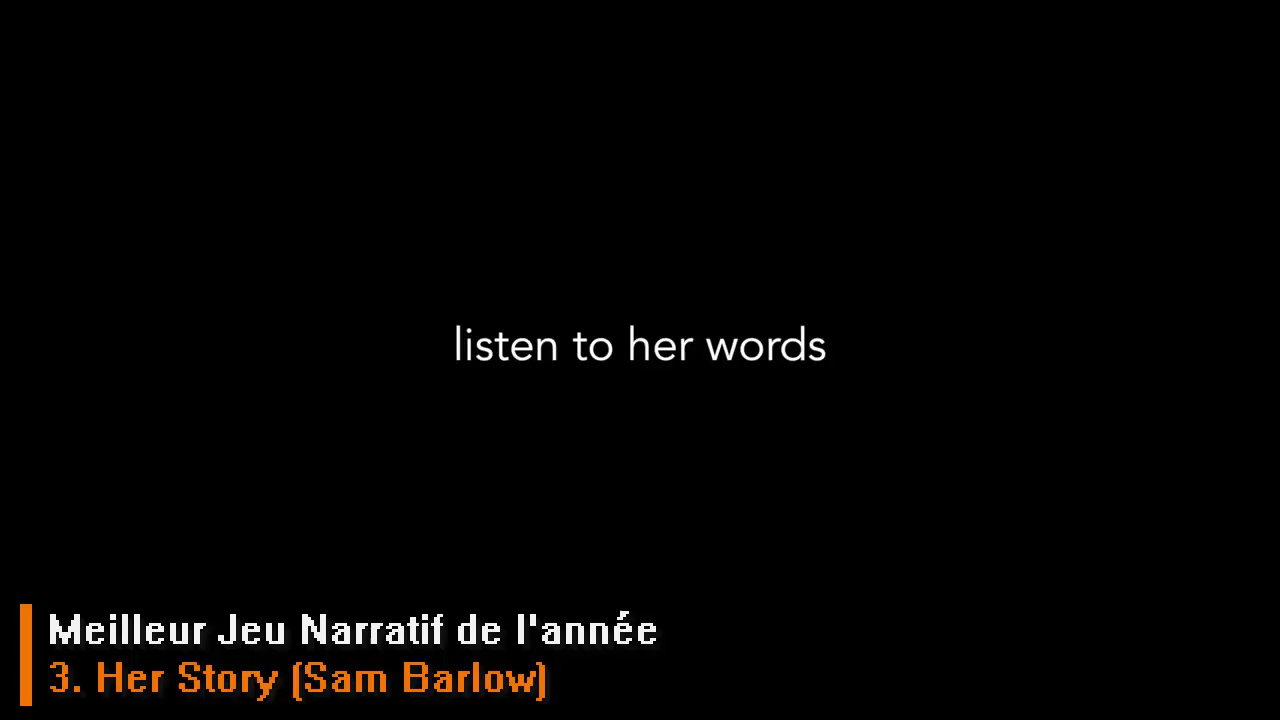 listen to her words
Meilleur Jeu Narratif de l'année
3. Her Story (Sam Barlow)